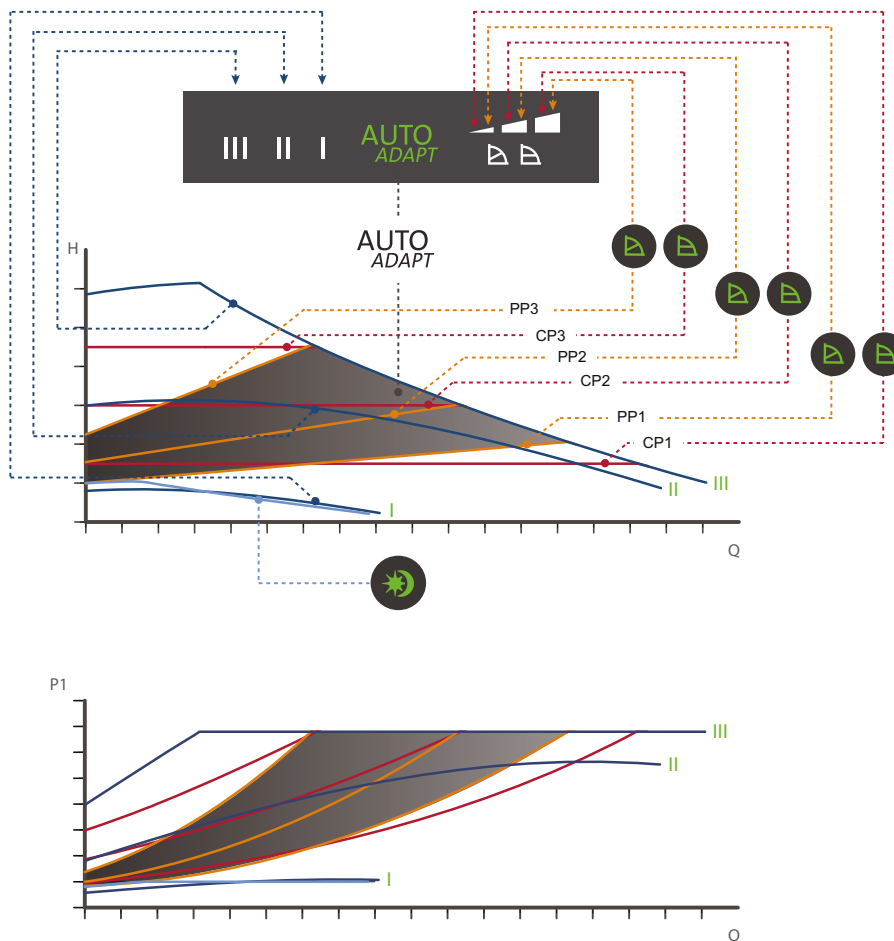 III II I AUTO
ADAPT
AUTO
ADAPT
H
PP3
CP3
PP2
CP2
PP1
CP1
III
II
I
Q
P1
III
II
I
Q